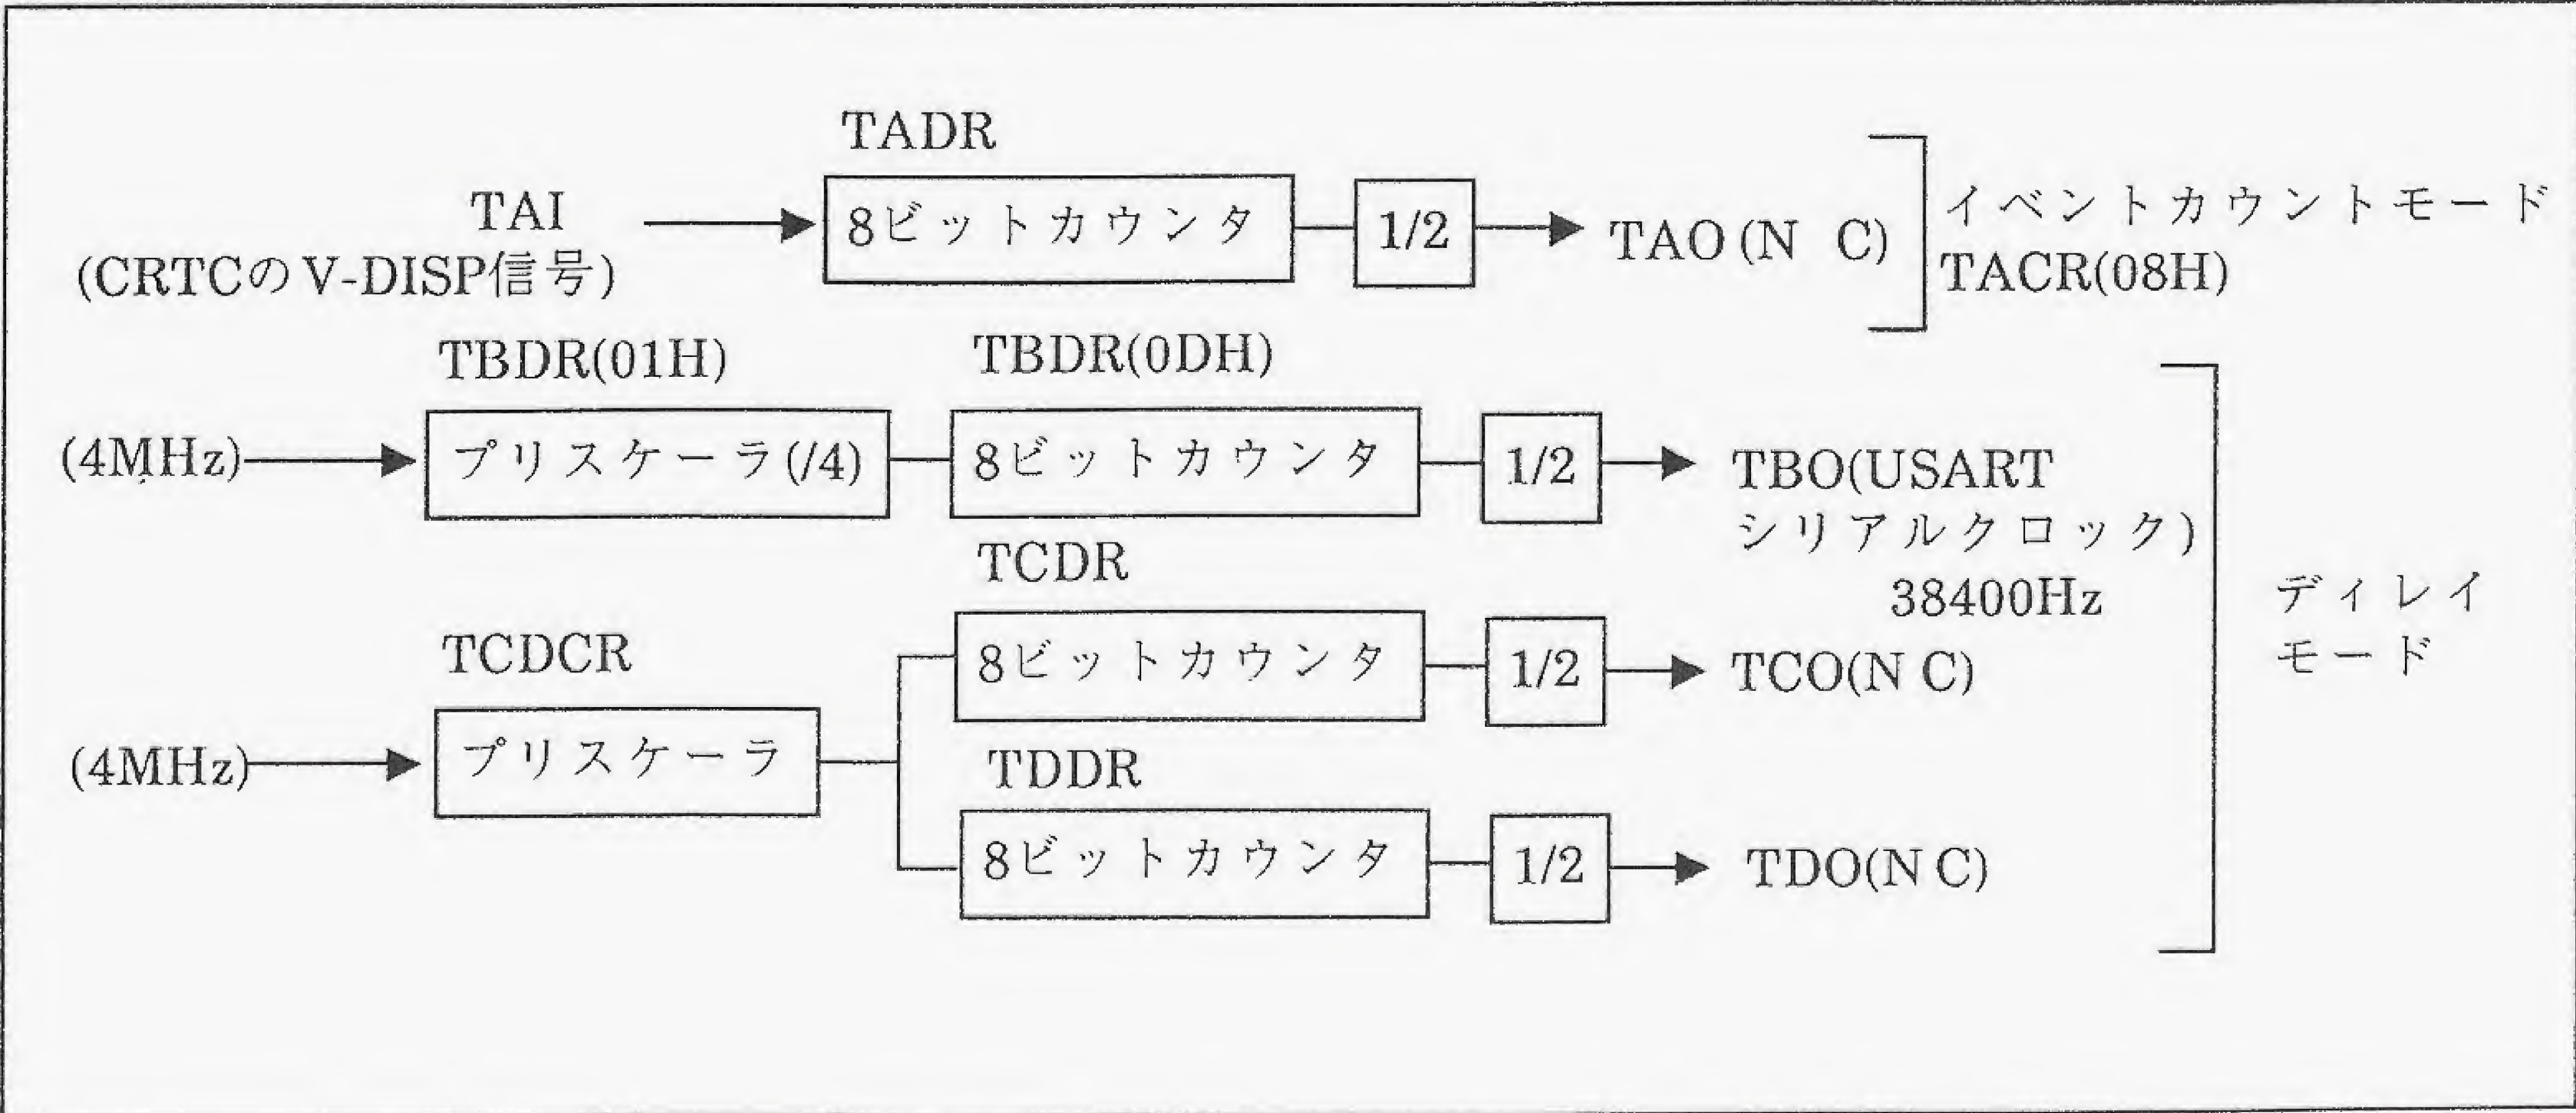 TADR
TAI
(CRTCのV-DISP信号)
8ビットカウンタ
1/2
TAO(N C)
イベントカウントモード
TACR(08H)
TBDR(01H)
TBDR(0DH)
(4MHz)
プリスケーラ(/4)
8ビットカウンタ
1/2
TBO(USART
シリアルクロック)
38400Hz
TCDR
TCDCR
8ビットカウンタ
1/2
TCO(N C)
(4MHz)
プリスケーラ
TDDR
8ビットカウンタ
1/2
TDO(N C)
ディレイ
モード